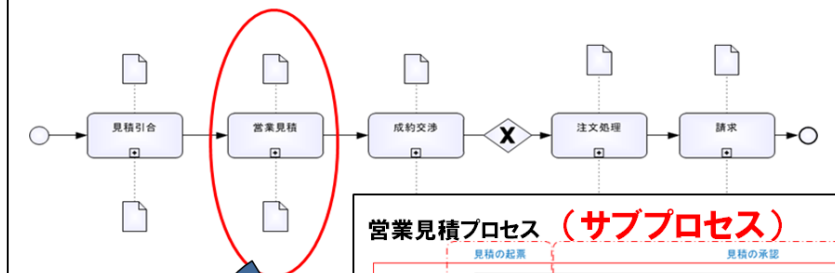 見積引合
営業見積
成約交渉
X
注文処理
請求
営業見積プロセス（サブプロセス）
見積の起票
見積の承認